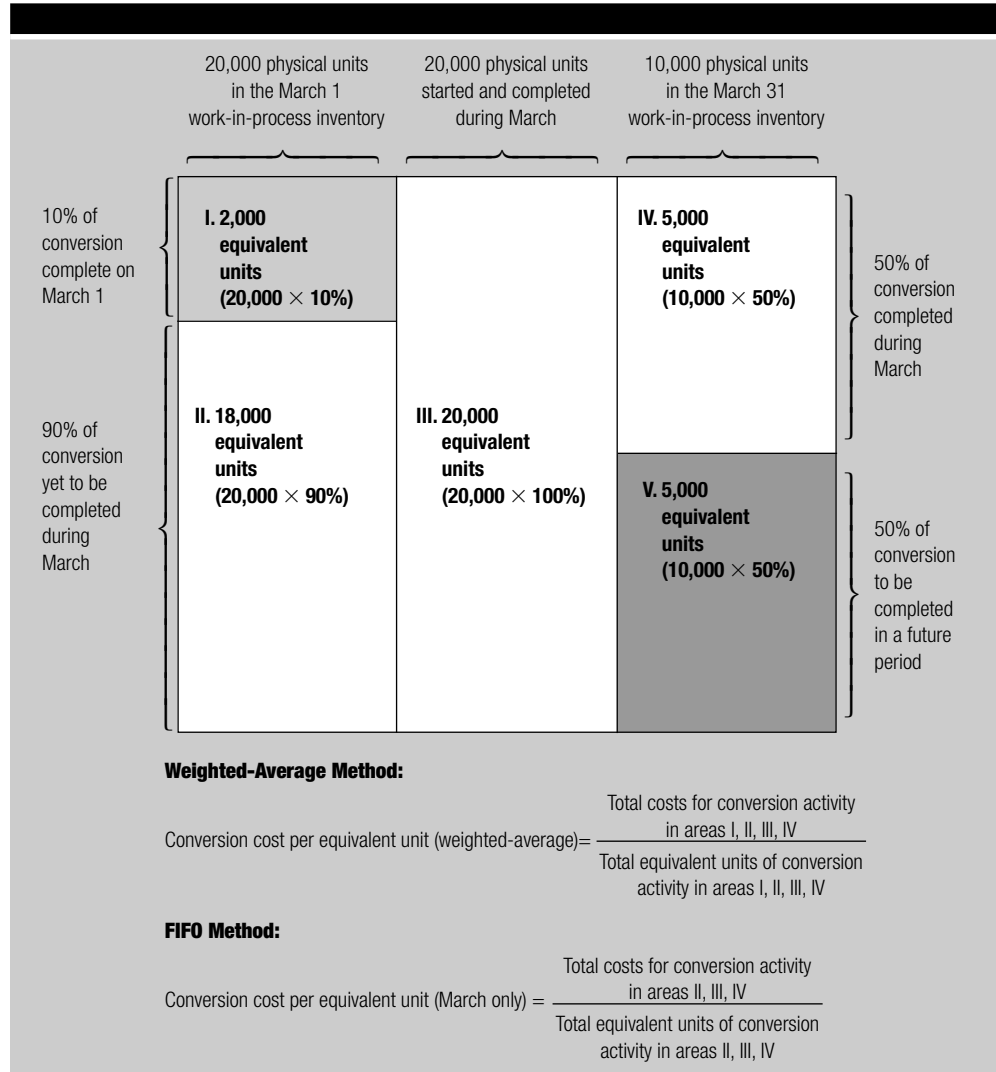 20,000 physical units
in the March 1
work-in-process inventory
20,000 physical units
started and completed
during March
10,000 physical units
in the March 31
work-in-process inventory
10% of
conversion
complete on
March 1
I. 2,000
equivalent
units
(20,000 × 10%)
IV. 5,000
equivalent
units
(10,000 × 50%)
50% of
conversion
completed
during
March
90% of
conversion
yet to be
completed
during
March
II. 18,000
equivalent
units
(20,000 × 90%)
III. 20,000
equivalent
units
(20,000 × 100%)
V. 5,000
equivalent
units
(10,000 × 50%)
50% of
conversion
to be
completed
in a future
period
Weighted-Average Method:
Conversion cost per equivalent unit (weighted-average)=
Total costs for conversion activity
in areas I, II, III, IV
Total equivalent units of conversion
activity in areas I, II, III, IV
FIFO Method:
Conversion cost per equivalent unit (March only) =
Total costs for conversion activity
in areas II, III, IV
Total equivalent units of conversion
activity in areas II, III, IV